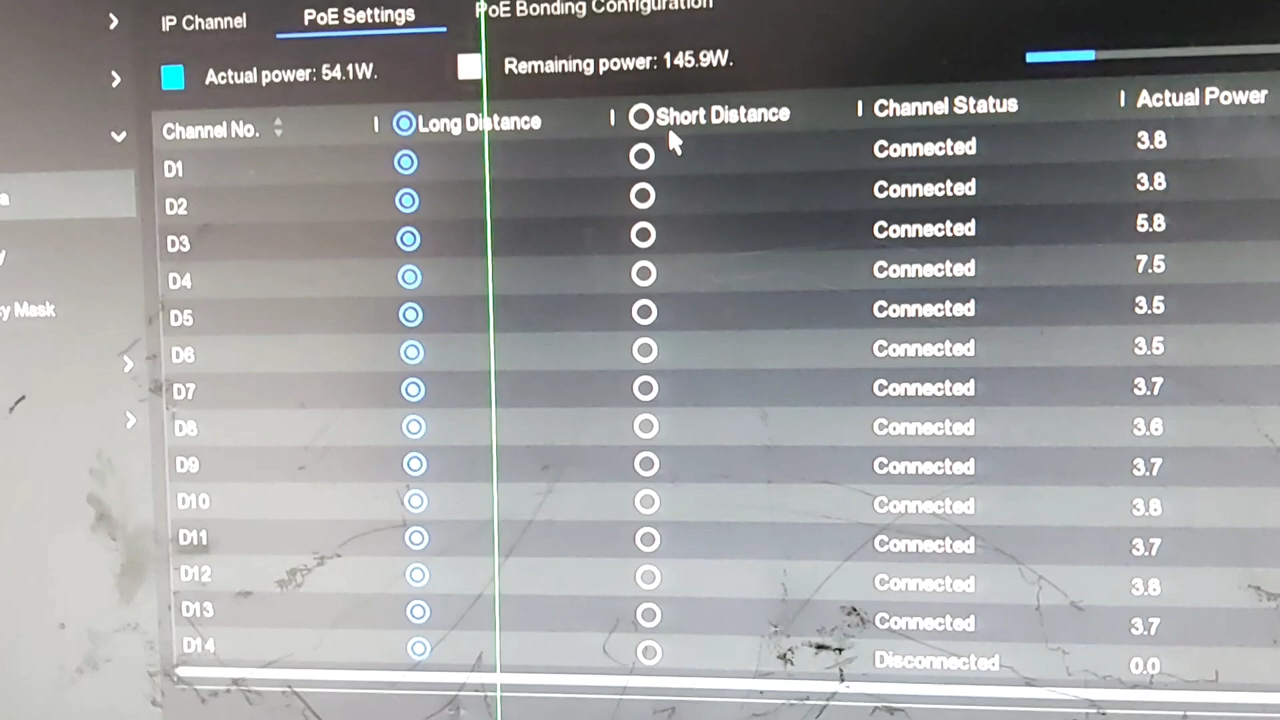 IP Channel PoE Settings PoE Bonding Configuration
Actual power: 54.1W. Remaining power: 145.9W.
Channel No. Long Distance Short Distance Channel Status Actual Power
D1 Connected 3.8
D2 Connected 3.8
D3 Connected 5.8
D4 Connected 7.5
D5 Connected 3.5
D6 Connected 3.5
D7 Connected 3.7
D8 Connected 3.6
D9 Connected 3.7
D10 Connected 3.8
D11 Connected 3.7
D12 Connected 3.8
D13 Connected 3.7
D14 Disconnected 0.0
a
y
y Mask